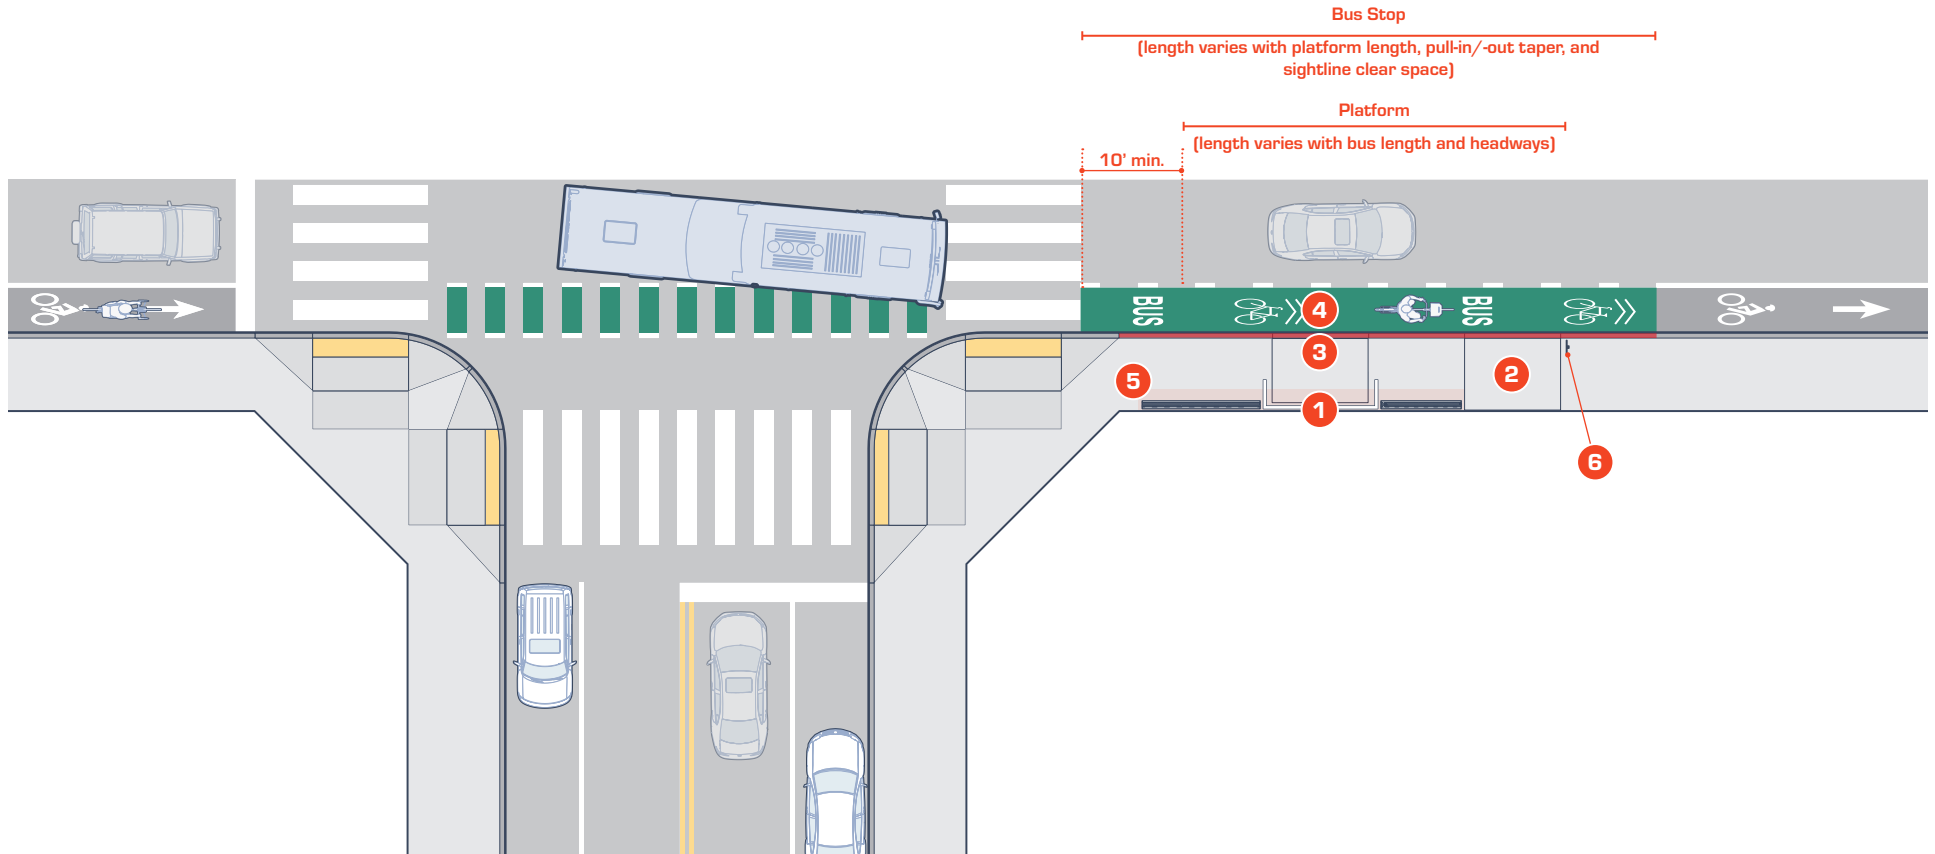 Bus Stop
(length varies with platform length, pull-in/-out taper, and
sightline clear space)
Platform
(length varies with bus length and headways)
10’ min.
BUS
4
BUS
3
5
2
1
6